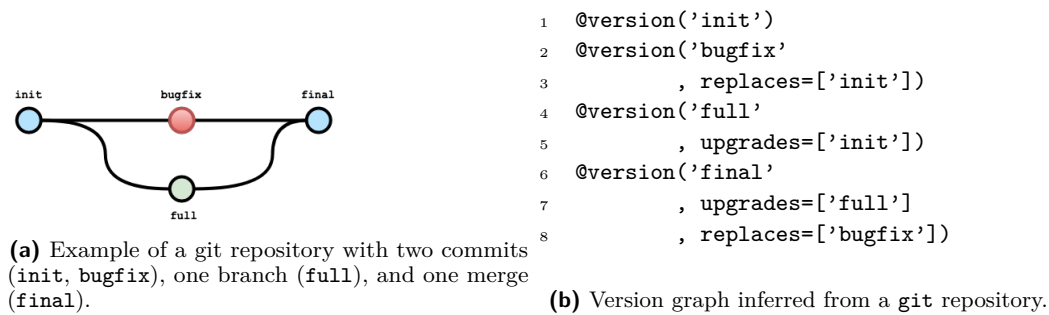 init
bugfix
final
full
(a) Example of a git repository with two commits
(init, bugfix), one branch (full), and one merge
(final).
1 @version('init')
2 @version('bugfix'
3 , replaces=['init'])
4 @version('full'
5 , upgrades=['init'])
6 @version('final'
7 , upgrades=['full']
8 , replaces=['bugfix'])
(b) Version graph inferred from a git repository.